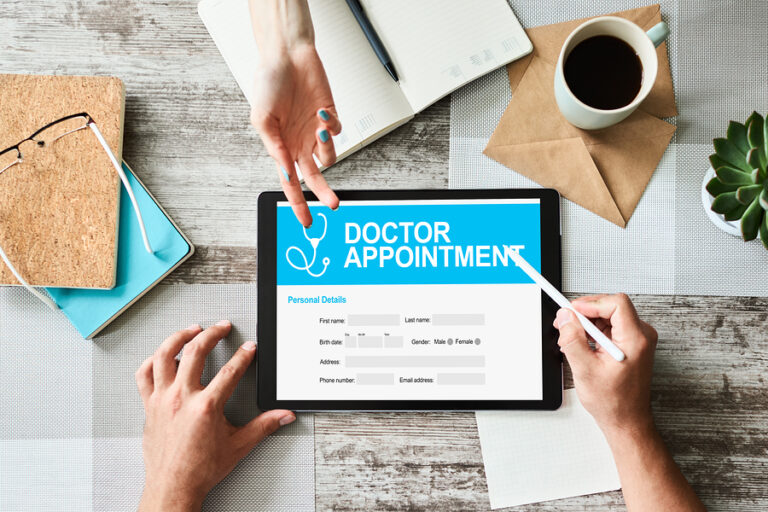 DOCTOR
APPOINTMENT
Personal Details
First name: Last name:
Birth date: Gender: Male Female
Address:
Phone number: Email address: